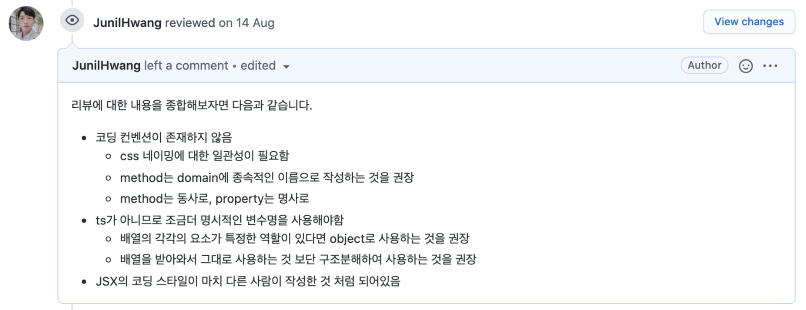 JunilHwang reviewed on 14 Aug
View changes
JunilHwang left a comment • edited
Author
리뷰에 대한 내용을 종합해보자면 다음과 같습니다.
코딩 컨벤션이 존재하지 않음
css 네이밍에 대한 일관성이 필요함
method는 domain에 종속적인 이름으로 작성하는 것을 권장
method는 동사로, property는 명사로
ts가 아니므로 조금더 명시적인 변수명을 사용해야함
배열의 각각의 요소가 특정한 역할이 있다면 object로 사용하는 것을 권장
배열을 받아와서 그대로 사용하는 것 보단 구조분해하여 사용하는 것을 권장
JSX의 코딩 스타일이 마치 다른 사람이 작성한 것 처럼 되어있음